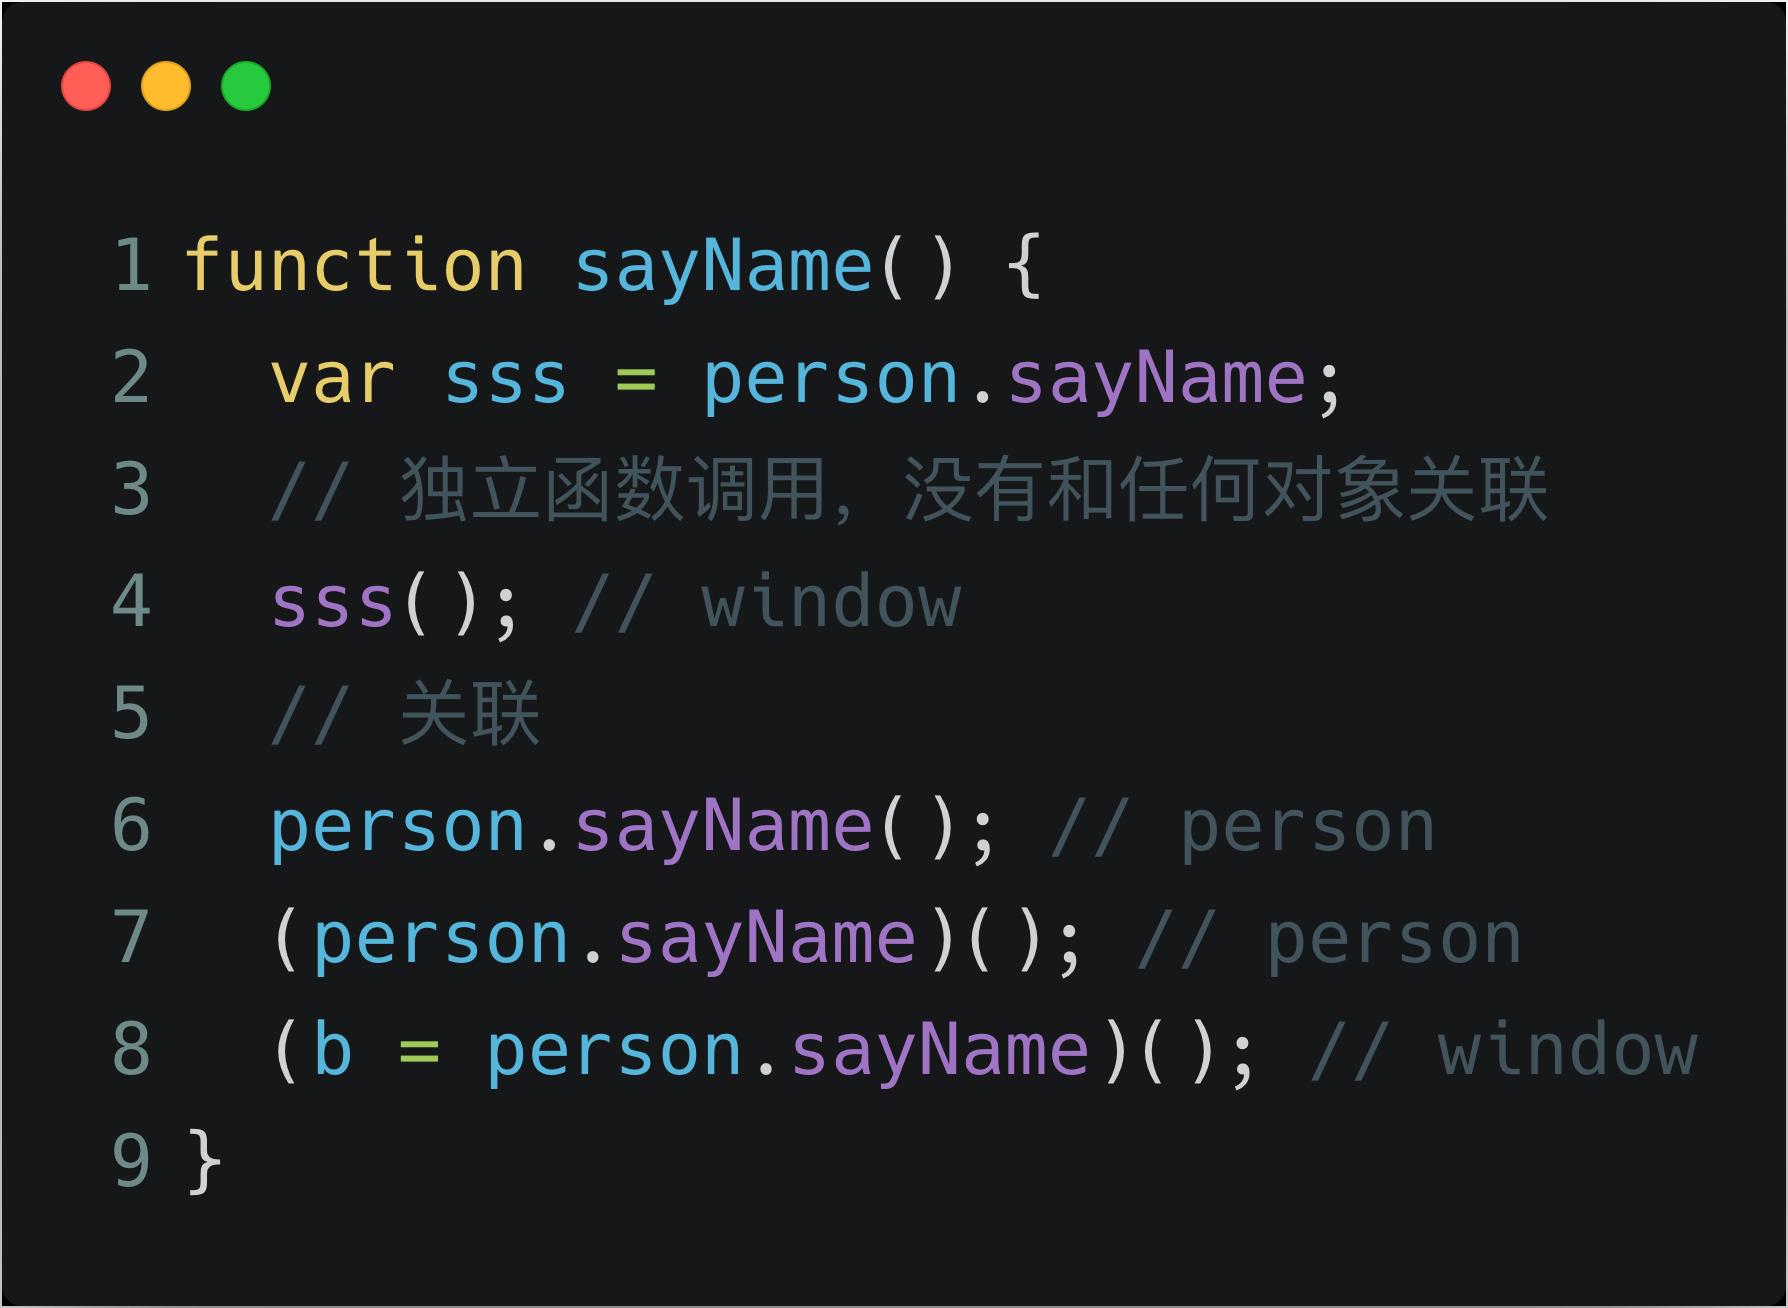 1 function sayName() {
2   var sss = person.sayName;
3   // 独立函数调用，没有和任何对象关联
4   sss(); // window
5   // 关联
6   person.sayName(); // person
7   (person.sayName)(); // person
8   (b = person.sayName)(); // window
9 }